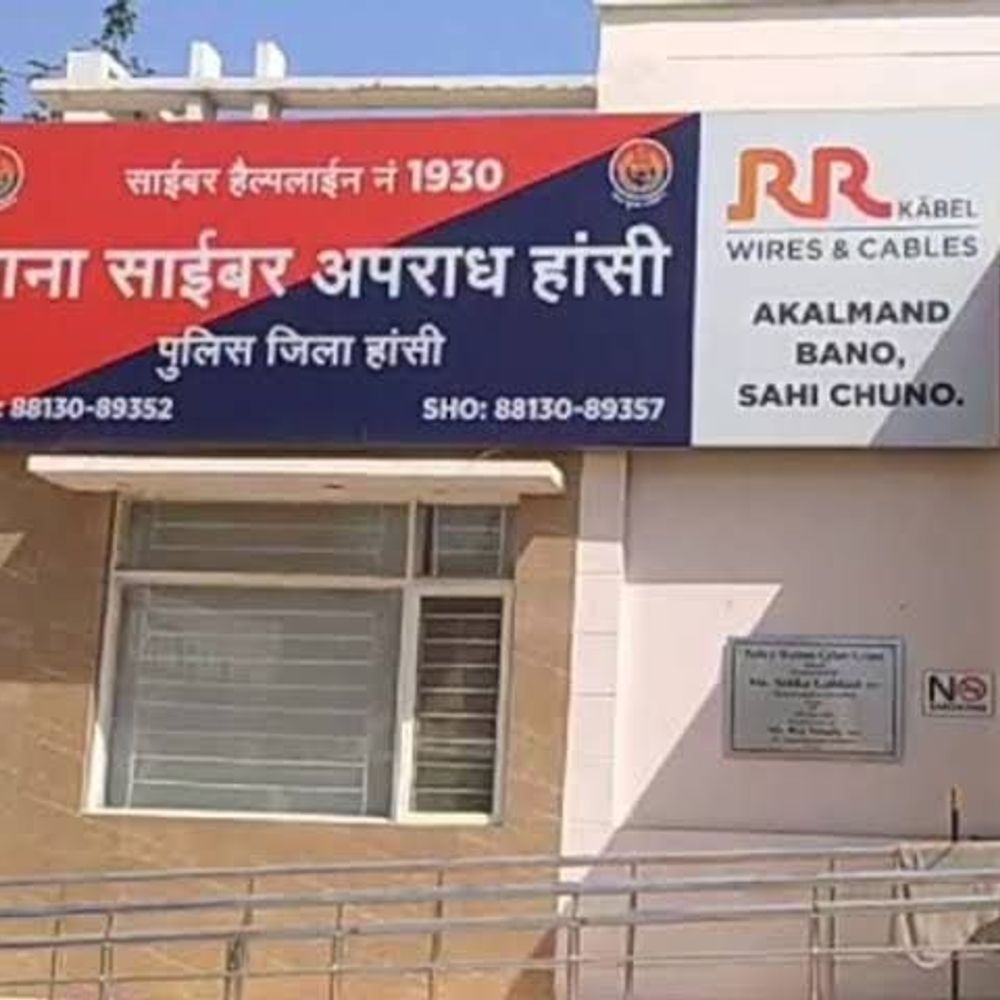 साईबर हैल्पलाईन नं 1930
साईबर अपराध हांसी
पुलिस जिला हांसी
: 88130-89352
SHO: 88130-89357
RR KĀBEL
WIRES & CABLES
AKALMAND
BANO,
SAHI CHUNO.
NO